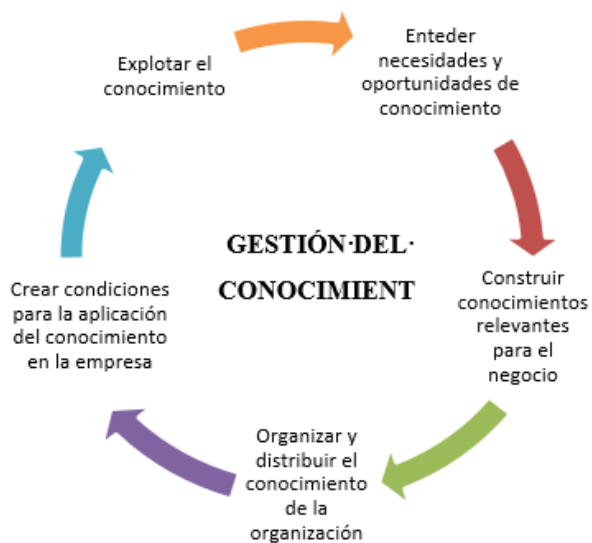 Explotar el
conocimiento
Enteder
necesidades y
oportunidades de
conocimiento
GESTIÓN·DEL·
CONOCIMIENT
Construir
conocimientos
relevantes
para el
negocio
Crear condiciones
para la aplicación
del conocimiento
en la empresa
Organizar y
distribuir el
conocimiento
de la
organización